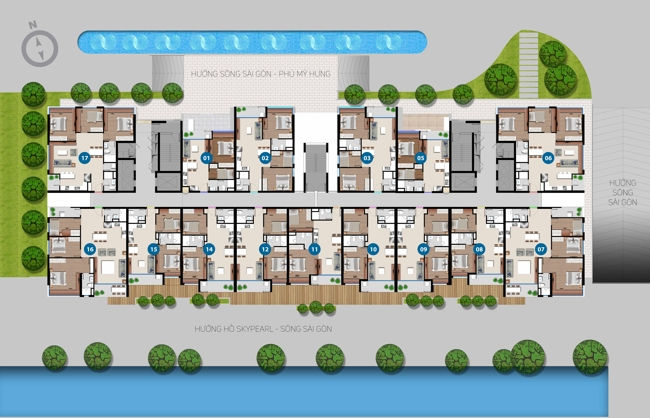 N
HƯỚNG SÔNG SÀI GÒN - PHÚ MỸ HƯNG
17
01
02
03
05
06
HƯỚNG
SÔNG
SÀI GÒN
16
15
14
12
11
10
09
08
07
HƯỚNG HỒ SKYPEARL - SÔNG SÀI GÒN